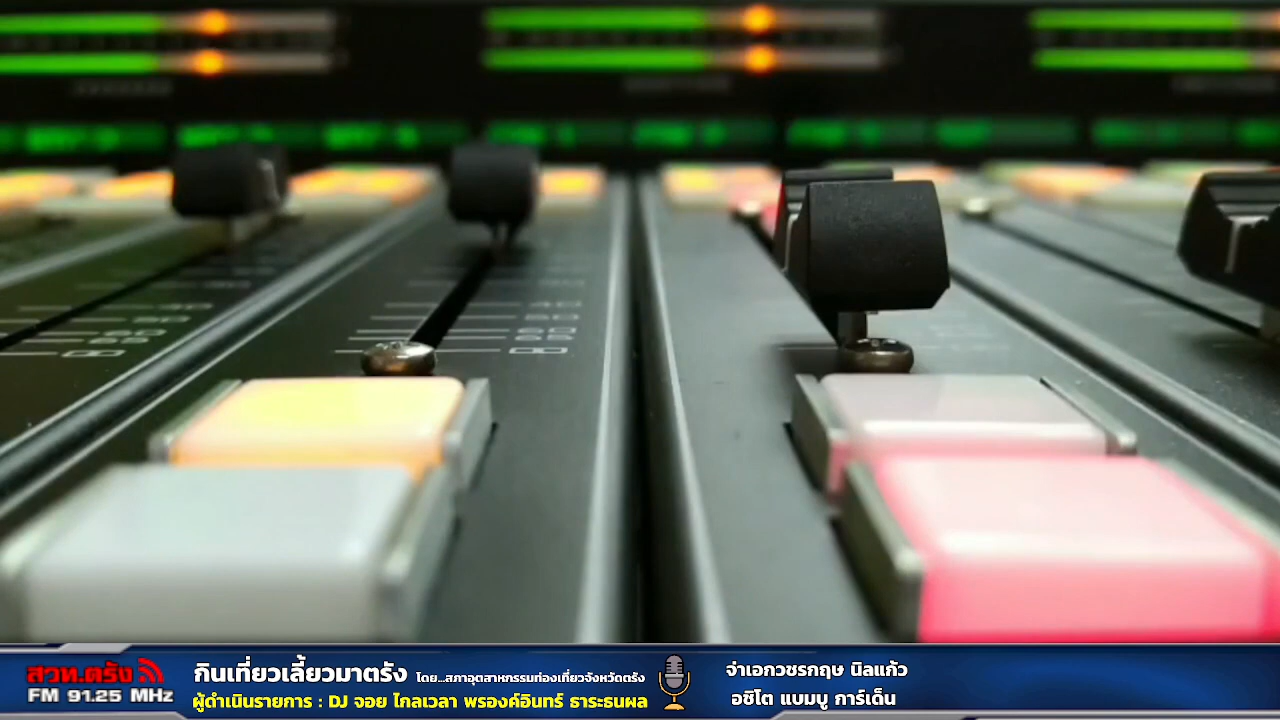 สวท.ตรัง
FM 91.25 MHz
กินเที่ยวเลี้ยวมาตรัง โดย...สภาอุตสาหกรรมท่องเที่ยวจังหวัดตรัง
ผู้ดำเนินรายการ : DJ จอย ไกลเวลา พรองค์อินทร์ ธาระธนผล
จ่าเอกวชรกฤษ นิลแก้ว
อชิโต แบมบู การ์เด็น